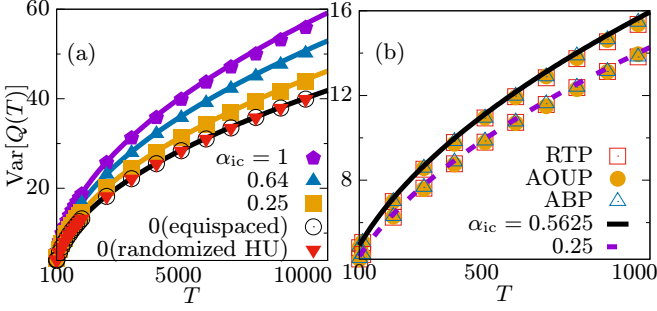 60
40
20
Var[Q(T)]
(a)
α_ic = 1
0.64
0.25
0(equispaced)
0(randomized HU)
100
5000
10000
T
16
12
8
(b)
RTP
AOUP
ABP
α_ic = 0.5625
0.25
100
500
1000
T